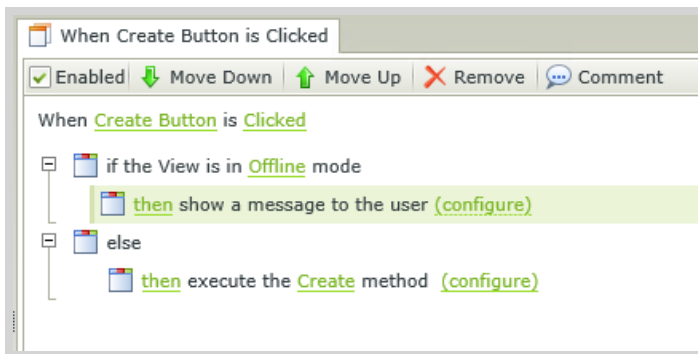 When Create Button is Clicked
Enabled Move Down Move Up Remove Comment
When Create Button is Clicked
if the View is in Offline mode
then show a message to the user (configure)
else
then execute the Create method (configure)